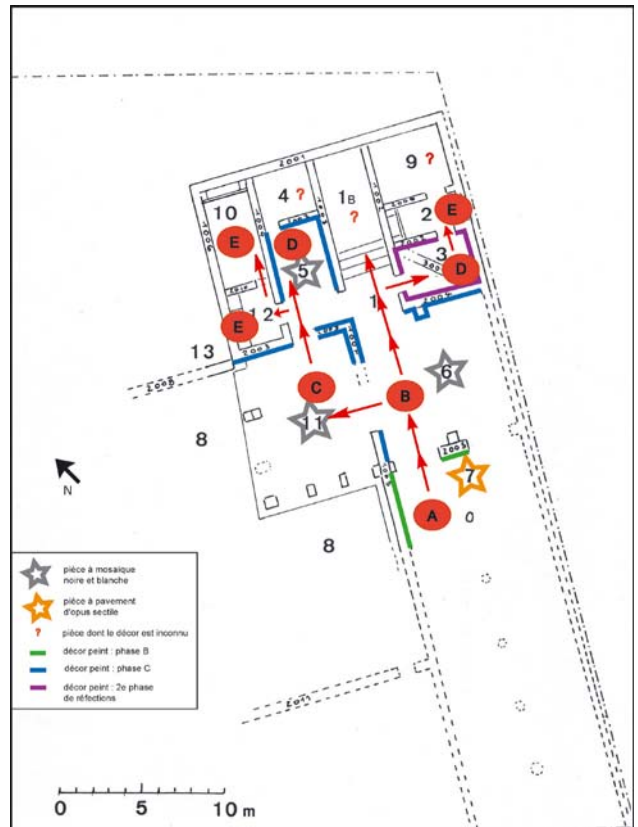 2001
9 ?
4 ?
1B
?
10
2
E
E
D
5
3
D
1
12
E
13
C
B
6
11
8
7
A
8
N
pièce à mosaïque
noire et blanche
pièce à pavement
d'opus sectile
? pièce dont le décor est inconnu
décor peint : phase B
décor peint : phase C
décor peint : 2e phase
de réfections
0 5 10 m